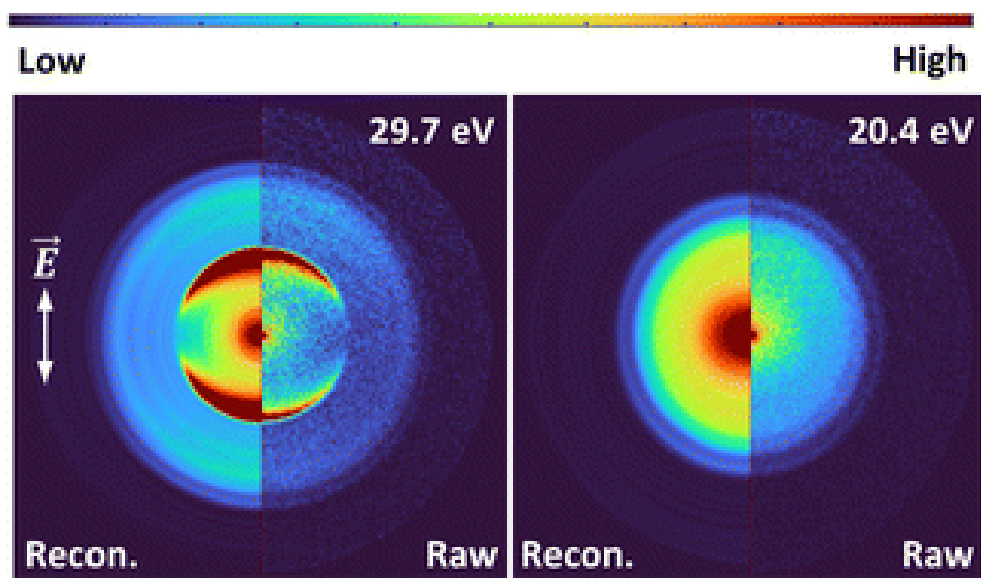 Low
High
29.7 eV
20.4 eV
E
Recon.
Raw
Recon.
Raw